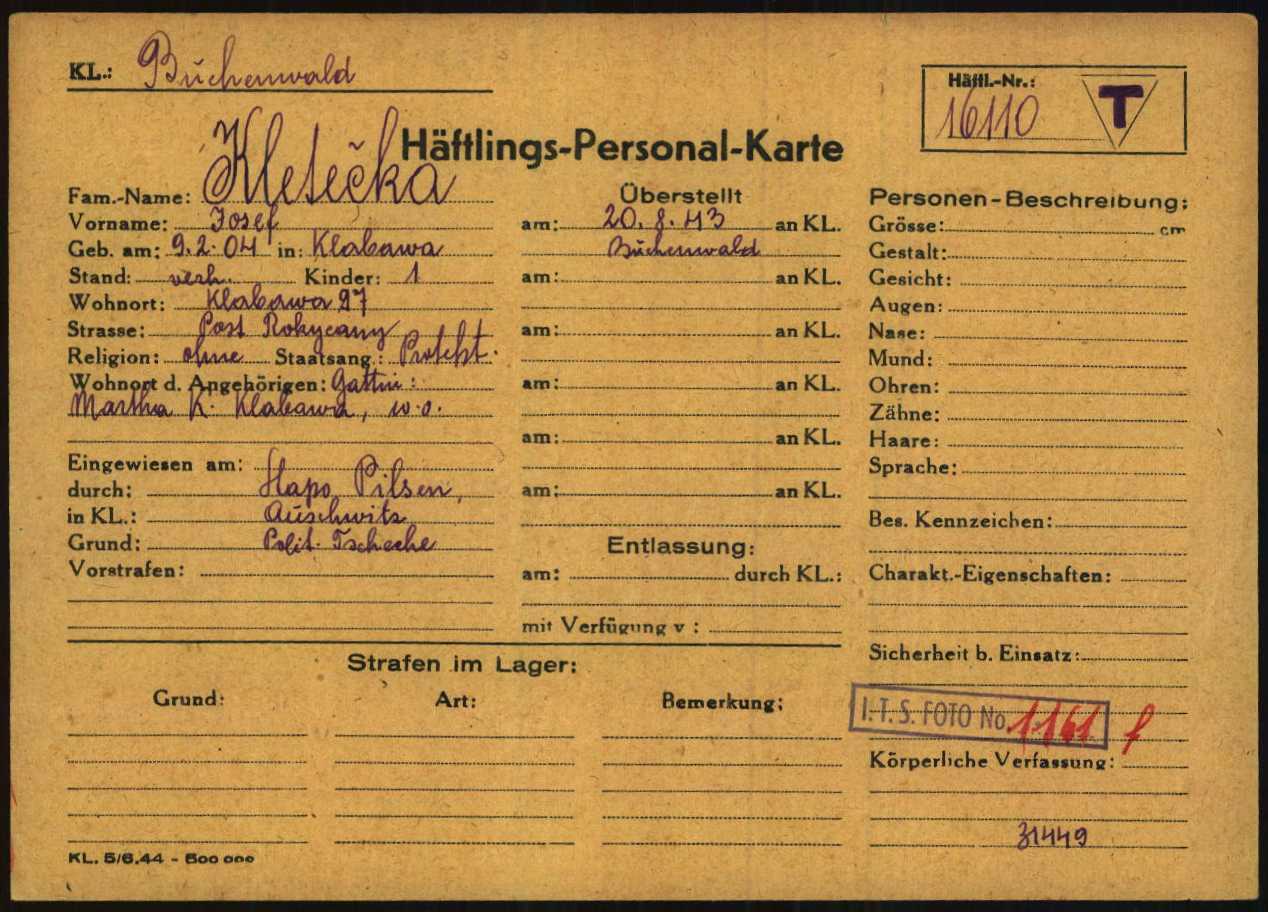 KL.: Buchenwald
Häftl.-Nr.:
16110
T
Häftlings-Personal-Karte
Fam.-Name: Kletečka
Vorname: Josef
Geb. am: 9.2.04 in: Klabawa
Stand: verh. Kinder: 1
Wohnort: Klabawa 97
Strasse: Post Rokycany
Religion: ohne Staatsang.: Protekt.
Wohnort d. Angehörigen: Gattin:
Martha K. Klabawa, w.o.
Eingewiesen am:
durch: Stapo Pilsen,
in KL.: Auschwitz
Grund: Polit. Tscheche
Vorstrafen:
Überstellt
am: 20.8.43 an KL.
Buchenwald
am: an KL.
am: an KL.
am: an KL.
am: an KL.
am: an KL.
Entlassung:
am: durch KL.:
mit Verfügung v :
Personen-Beschreibung:
Grösse: cm
Gestalt:
Gesicht:
Augen:
Nase:
Mund:
Ohren:
Zähne:
Haare:
Sprache:
Bes. Kennzeichen:
Charakt.-Eigenschaften:
Sicherheit b. Einsatz:
I.T.S. FOTO No. 1161 f
Körperliche Verfassung:
31449
Strafen im Lager:
Grund: Art: Bemerkung:
KL. 5/6.44 - 500 000